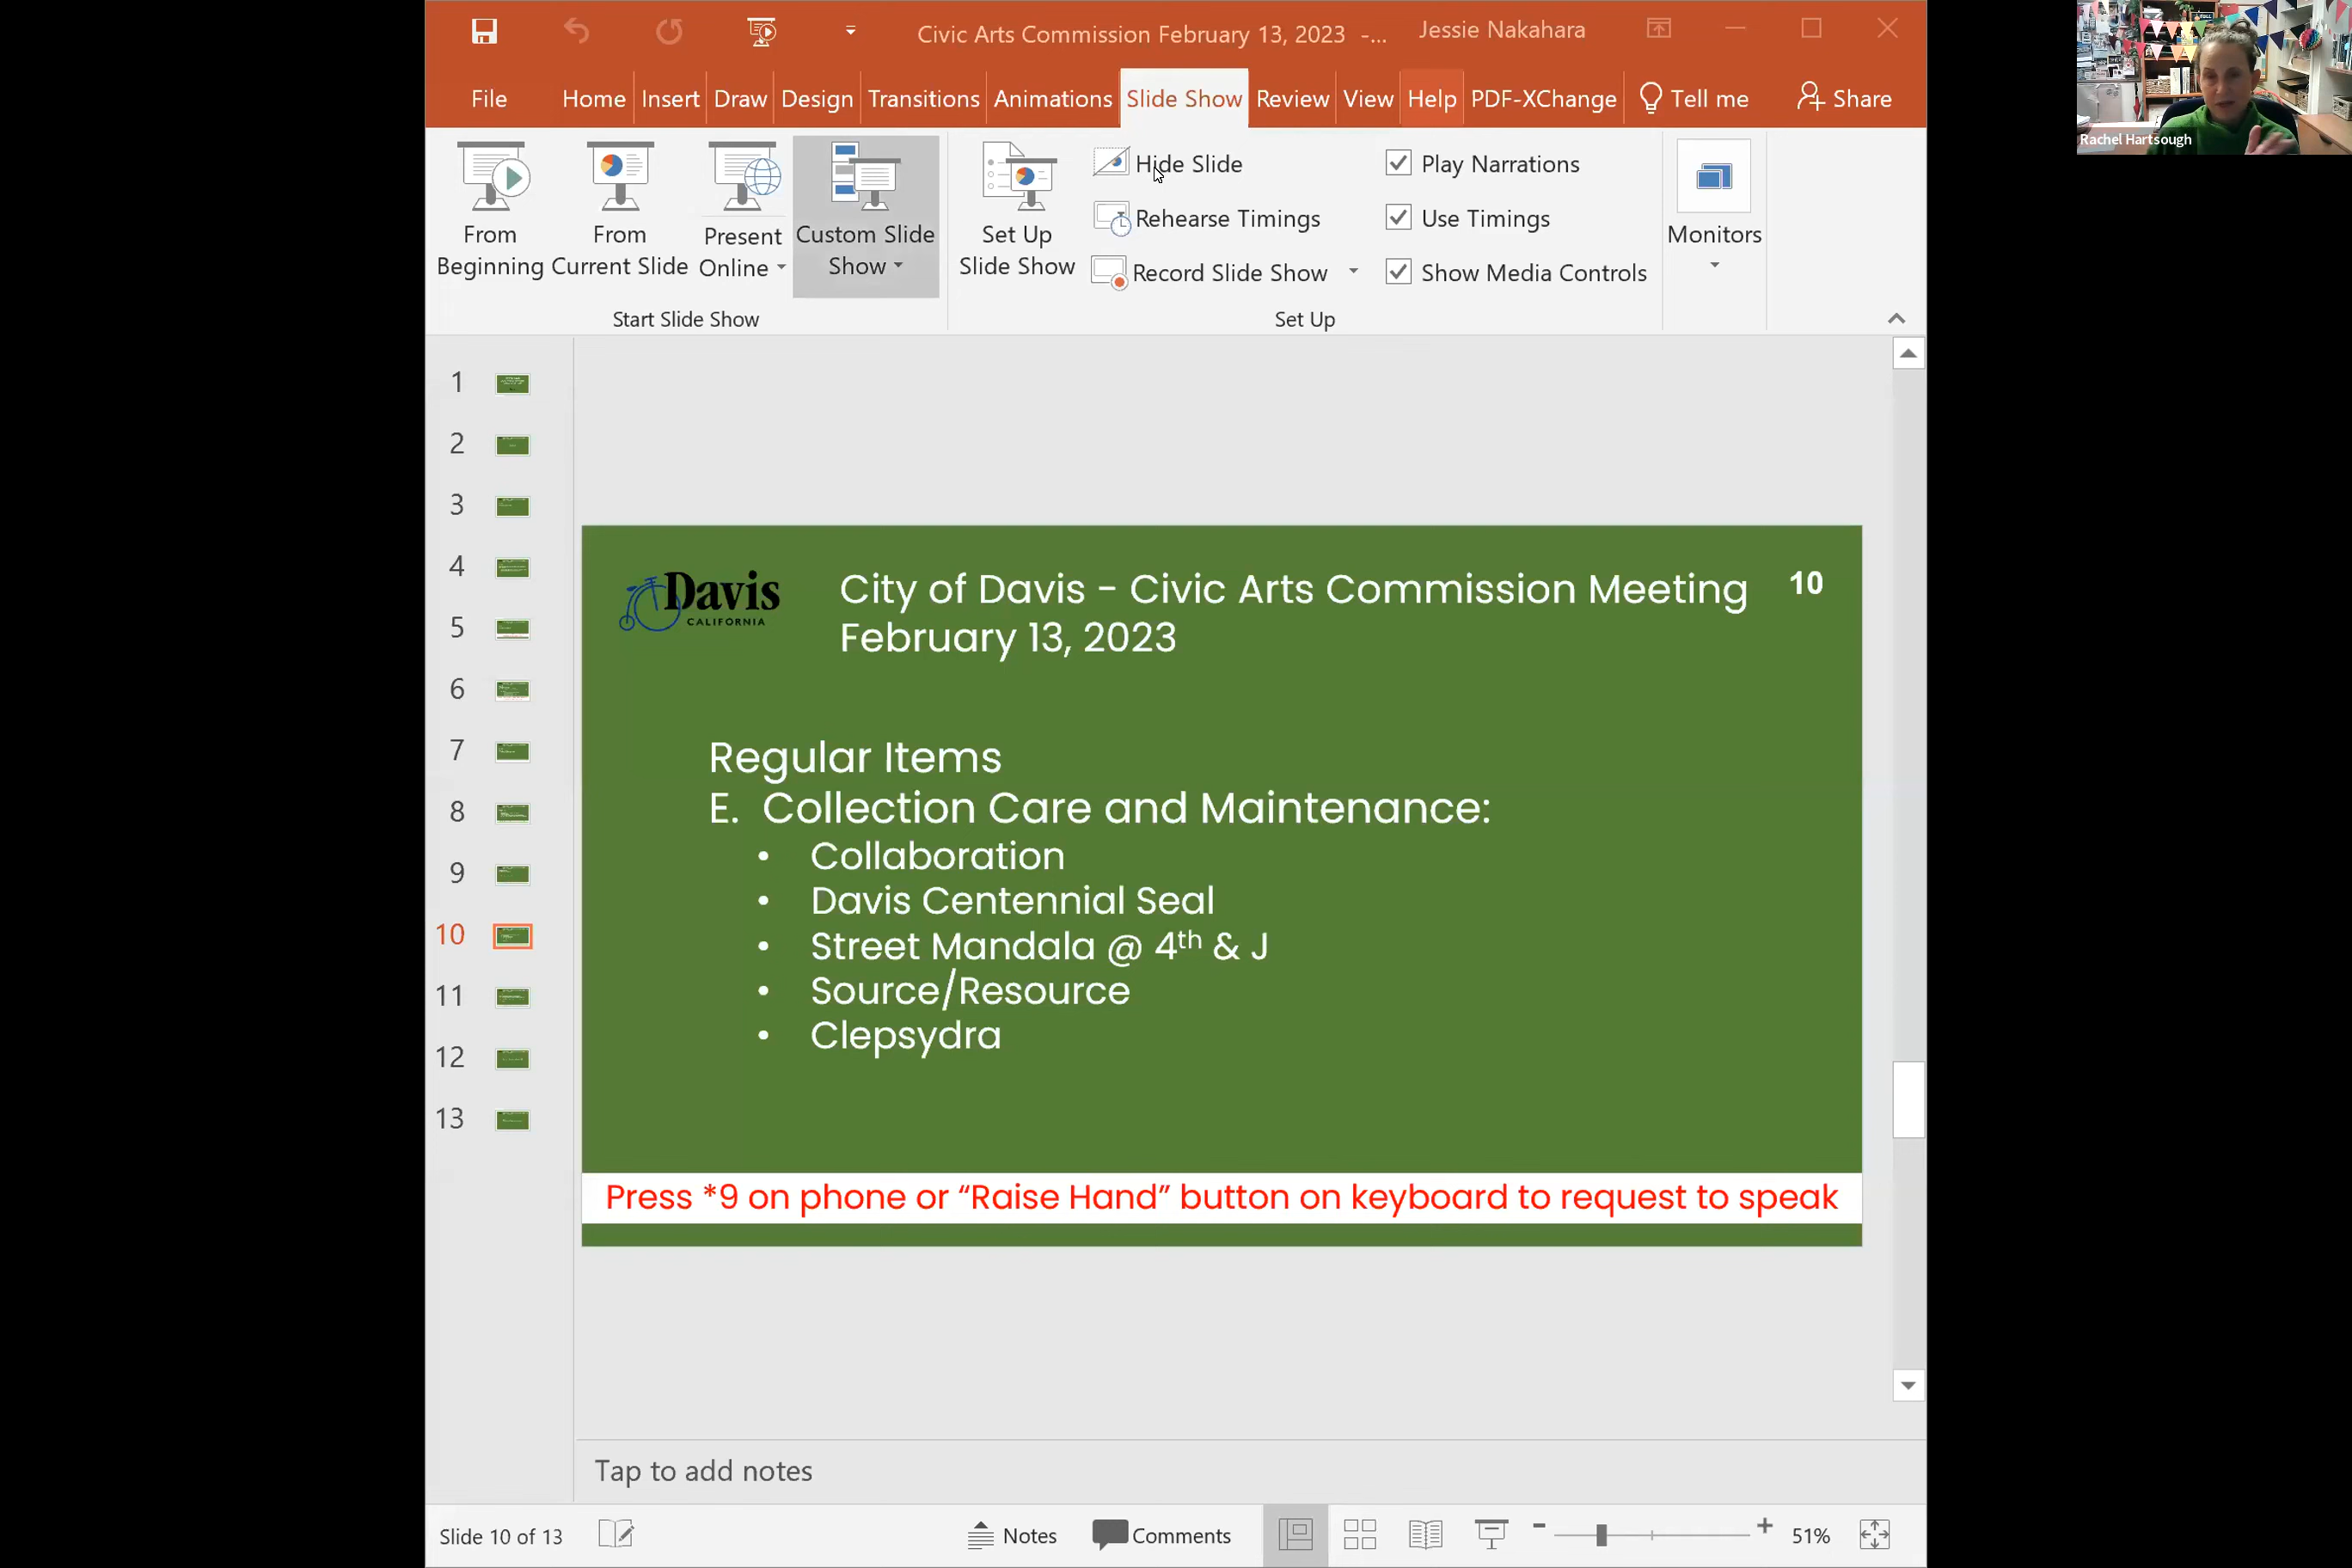 Civic Arts Commission February 13, 2023 -...
Jessie Nakahara
File
Home
Insert
Draw
Design
Transitions
Animations
Slide Show
Review
View
Help
PDF-XChange
Tell me
Share
From
Beginning
From
Current Slide
Present
Online
Custom Slide
Show
Set Up
Slide Show
Hide Slide
Rehearse Timings
Record Slide Show
Play Narrations
Use Timings
Show Media Controls
Monitors
Start Slide Show
Set Up
Rachel Hartsough
1
2
3
4
5
6
7
8
9
10
11
12
13
Davis
CALIFORNIA
City of Davis - Civic Arts Commission Meeting
February 13, 2023
10
Regular Items
E. Collection Care and Maintenance:
• Collaboration
• Davis Centennial Seal
• Street Mandala @ 4th & J
• Source/Resource
• Clepsydra
Press *9 on phone or “Raise Hand” button on keyboard to request to speak
Tap to add notes
Slide 10 of 13
Notes
Comments
51%